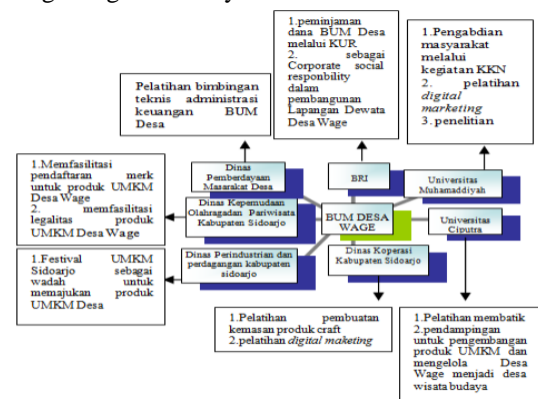 1.peminjaman
dana BUM Desa
melalui KUR
2. sebagai
Corporate social
responbility
dalam
pembangunan
Lapangan Dewata
Desa Wage
1.Pengabdian
masyarakat
melalui
kegiatan KKN
2. pelatihan
digital
marketing
3. penelitian
Pelatihan bimbingan
teknis administrasi
keuangan BUM
Desa
1.Memfasilitasi
pendaftaran merk
untuk produk UMKM
Desa Wage
2. memfasilitasi
legalitas produk
UMKM Desa Wage
Dinas
Pemberdayaan
Masarakat Desa
BRI
Universitas
Muhamaddiyah
Dinas Kepemudaan
Olahragadan Pariwisata
Kabupaten Sidoarjo
BUM DESA
WAGE
Universitas
Ciputra
1.Festival UMKM
Sidoarjo sebagai
wadah untuk
memajukan produk
UMKM Desa
Dinas Perindustrian dan
perdagangan kabupaten
sidoarjo
Dinas Koperasi
Kabupaten Sidoarjo
1.Pelatihan pembuatan
kemasan produk craft
2.pelatihan digital maketing
1.Pelatihan membatik
2.pendampingan
untuk pengembangan
produk UMKM dan
mengelola Desa
Wage menjadi desa
wisata budaya